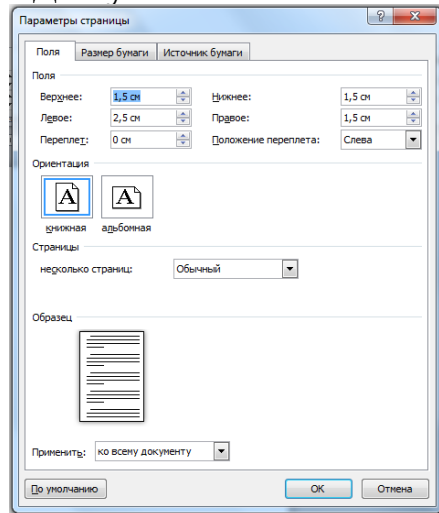 Параметры страницы
Поля Размер бумаги Источник бумаги
Поля
Верхнее: 1,5 см Нижнее: 1,5 см
Левое: 2,5 см Правое: 1,5 см
Переплет: 0 см Положение переплета: Слева
Ориентация
A A
книжная альбомная
Страницы
несколько страниц: Обычный
Образец
Применить: ко всему документу
По умолчанию ОК Отмена